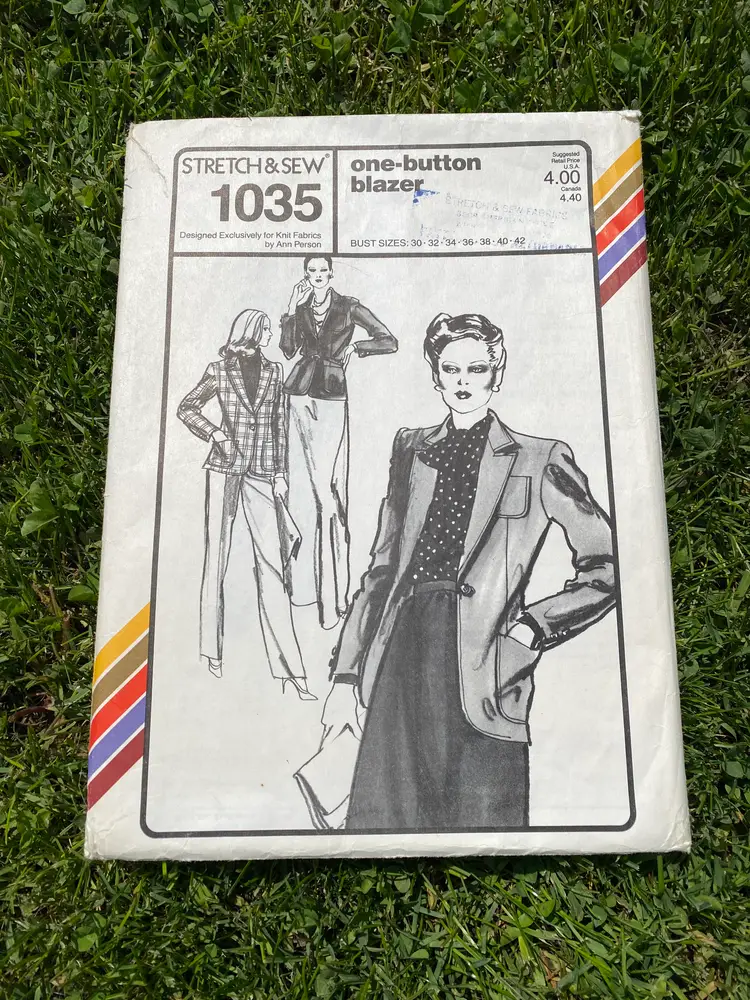 STRETCH & SEW®
1035
Designed Exclusively for Knit Fabrics
by Ann Person
one-button
blazer
Suggested
Retail Price
U.S.A.
4.00
Canada
4.40
STRETCH & SEW FABRICS
BUST SIZES: 30 · 32 · 34 · 36 · 38 · 40 · 42